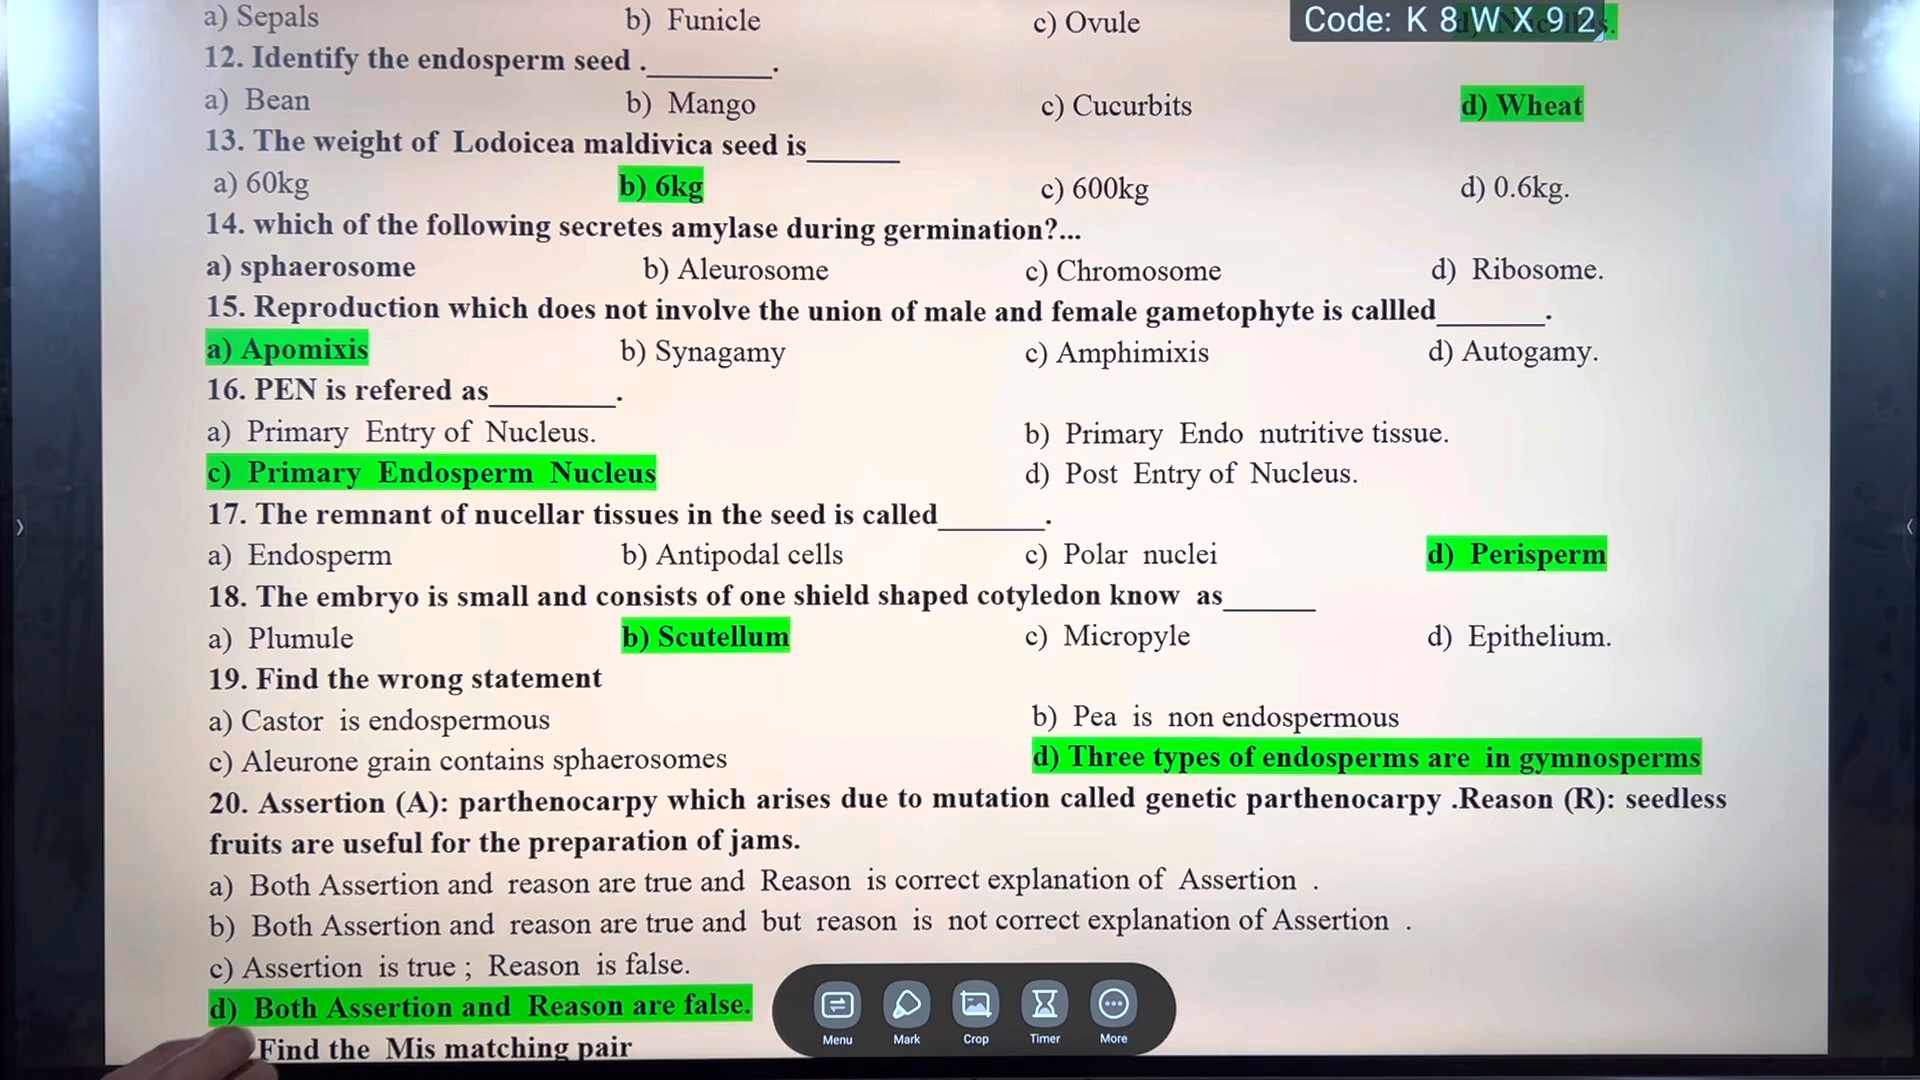 a) Sepals b) Funicle c) Ovule Code: K 8 W X 9 2
12. Identify the endosperm seed .________.
a) Bean b) Mango c) Cucurbits d) Wheat
13. The weight of Lodoicea maldivica seed is______
a) 60kg b) 6kg c) 600kg d) 0.6kg.
14. which of the following secretes amylase during germination?...
a) sphaerosome b) Aleurosome c) Chromosome d) Ribosome.
15. Reproduction which does not involve the union of male and female gametophyte is callled_______.
a) Apomixis b) Synagamy c) Amphimixis d) Autogamy.
16. PEN is refered as________.
a) Primary Entry of Nucleus. b) Primary Endo nutritive tissue.
c) Primary Endosperm Nucleus d) Post Entry of Nucleus.
17. The remnant of nucellar tissues in the seed is called_______.
a) Endosperm b) Antipodal cells c) Polar nuclei d) Perisperm
18. The embryo is small and consists of one shield shaped cotyledon know as______
a) Plumule b) Scutellum c) Micropyle d) Epithelium.
19. Find the wrong statement
a) Castor is endospermous b) Pea is non endospermous
c) Aleurone grain contains sphaerosomes d) Three types of endosperms are in gymnosperms
20. Assertion (A): parthenocarpy which arises due to mutation called genetic parthenocarpy .Reason (R): seedless
fruits are useful for the preparation of jams.
a) Both Assertion and reason are true and Reason is correct explanation of Assertion .
b) Both Assertion and reason are true and but reason is not correct explanation of Assertion .
c) Assertion is true ; Reason is false.
d) Both Assertion and Reason are false.
Find the Mis matching pair
Menu Mark Crop Timer More